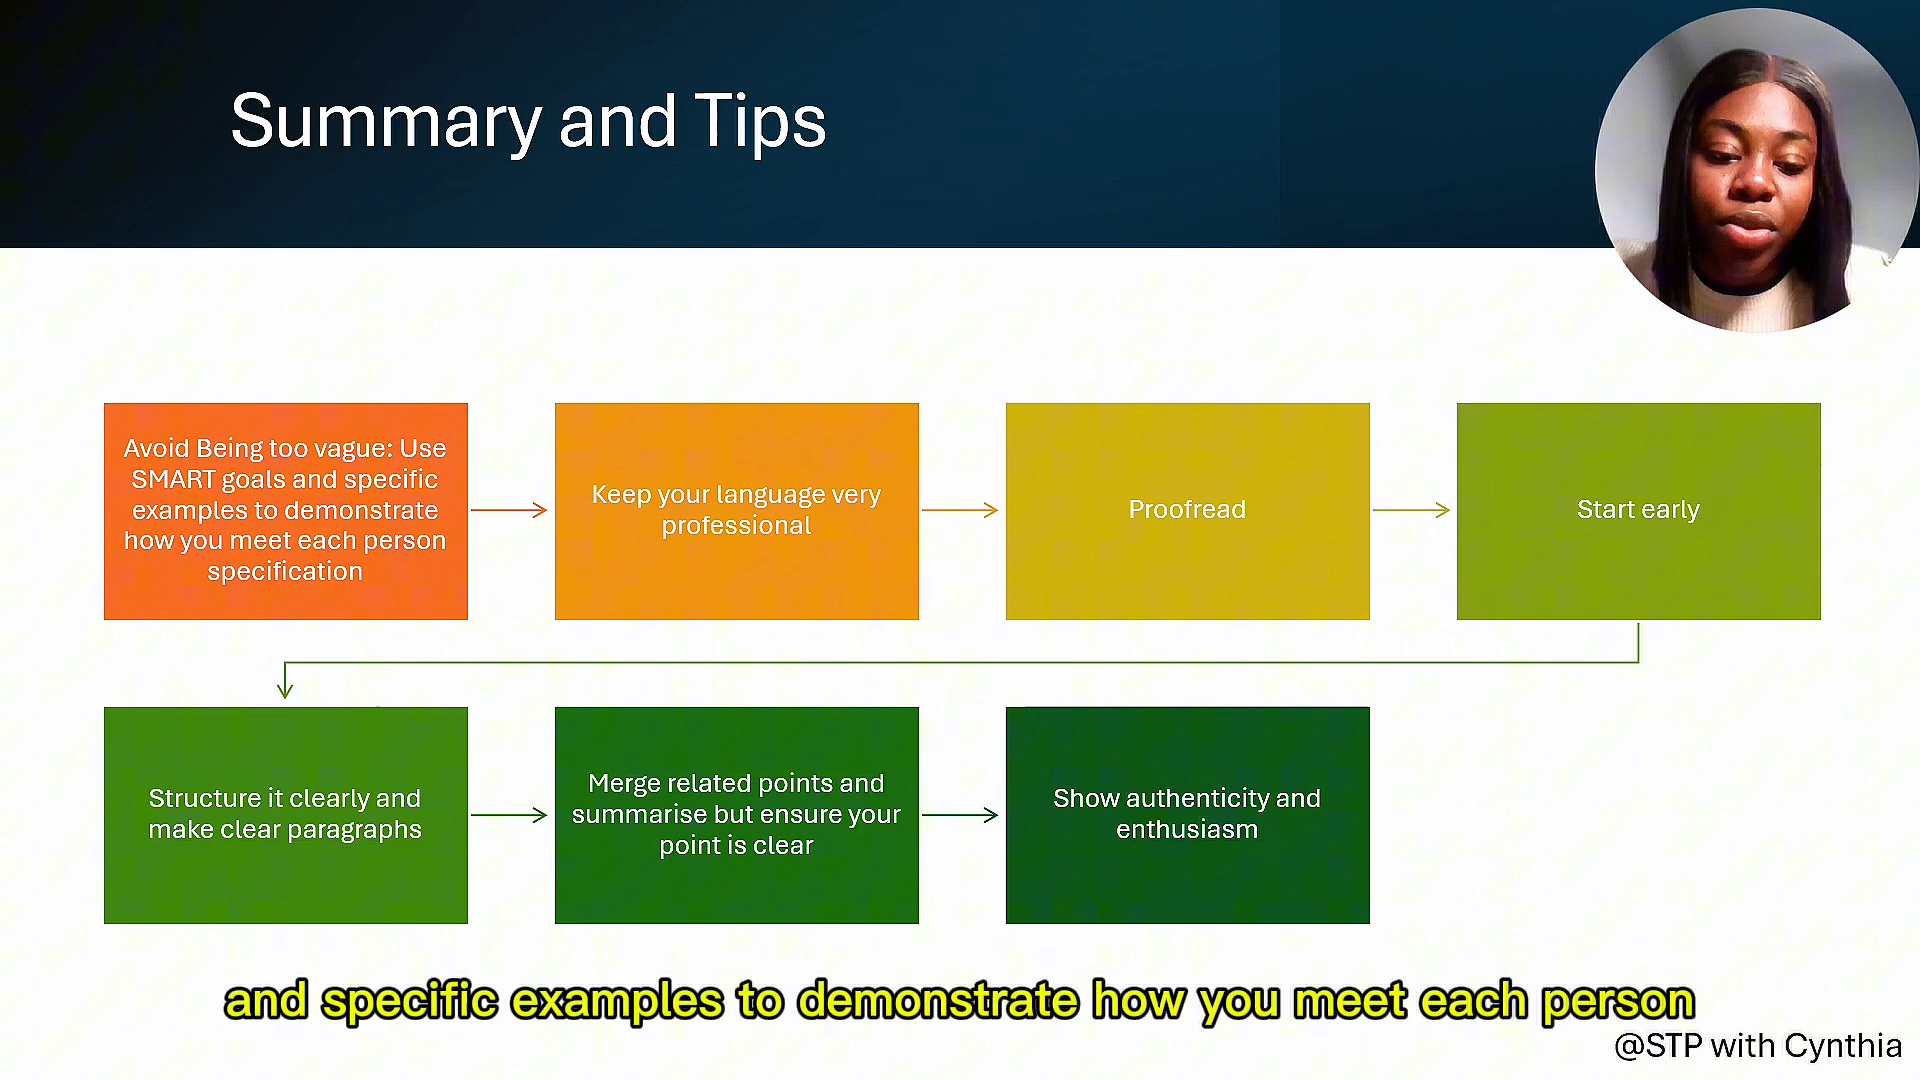 Summary and Tips
Avoid Being too vague: Use
SMART goals and specific
examples to demonstrate
how you meet each person
specification
Keep your language very
professional
Proofread
Start early
Structure it clearly and
make clear paragraphs
Merge related points and
summarise but ensure your
point is clear
Show authenticity and
enthusiasm
and specific examples to demonstrate how you meet each person
@STP with Cynthia